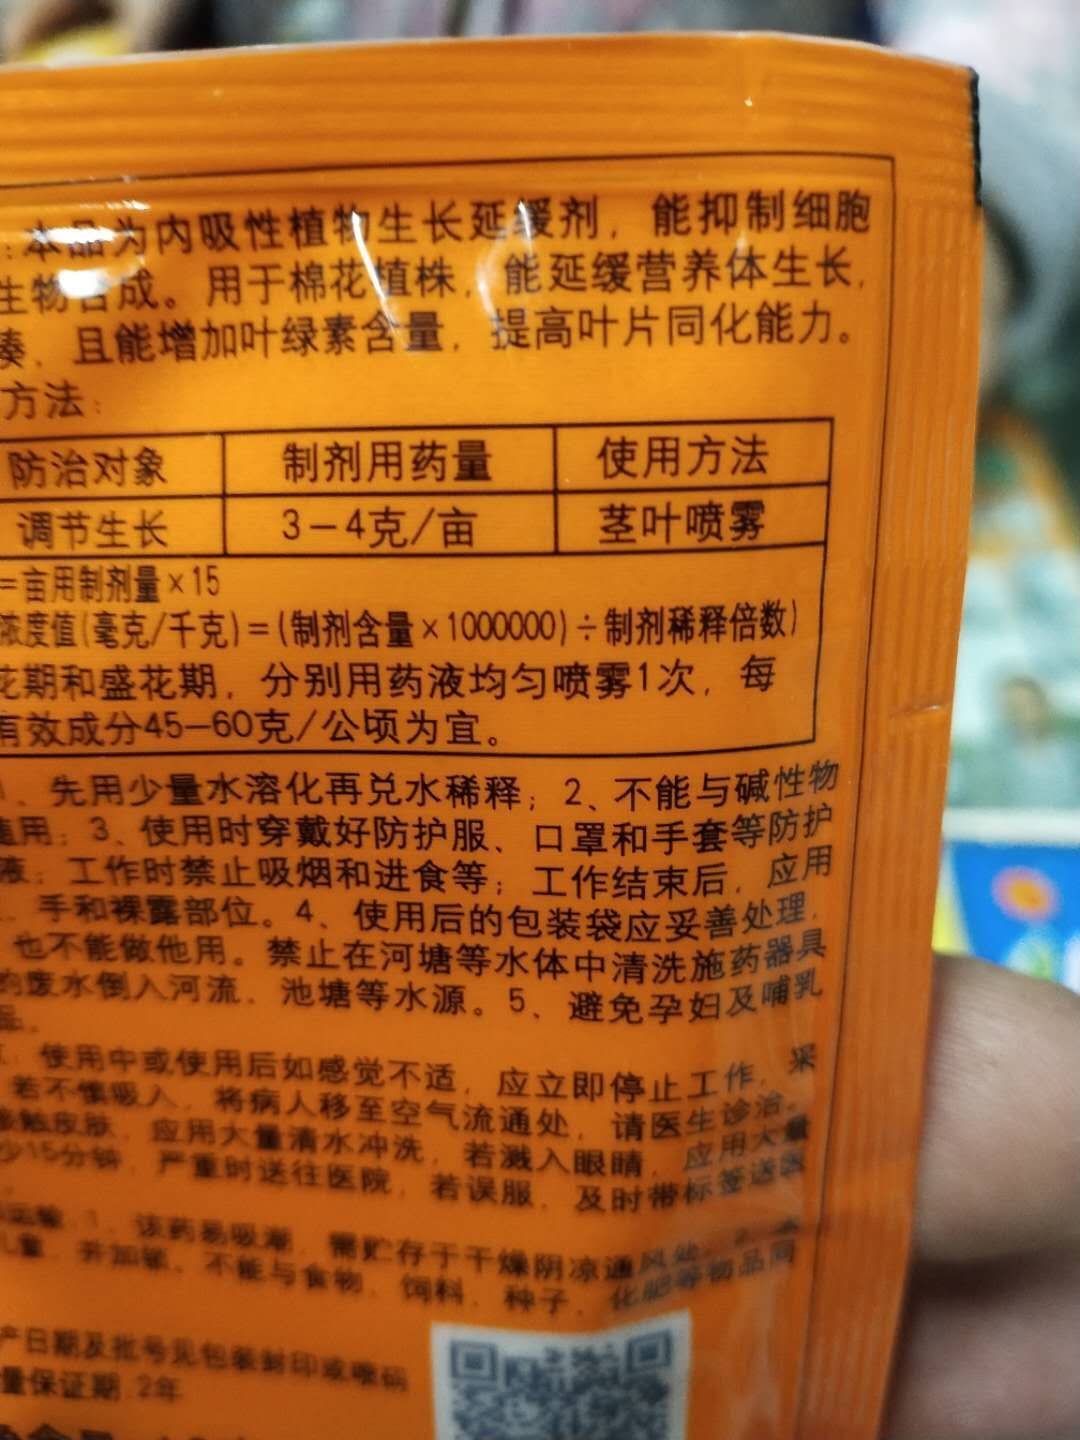 :本品为内吸性植物生长延缓剂，能抑制细胞
生物合成。用于棉花植株，能延缓营养体生长，
凑，且能增加叶绿素含量，提高叶片同化能力。
方法：
防治对象 制剂用药量 使用方法
调节生长 3－4克/亩 茎叶喷雾
=亩用制剂量×15
浓度值(毫克/千克)=(制剂含量×1000000)÷制剂稀释倍数)
花期和盛花期，分别用药液均匀喷雾1次，每
有效成分45—60克/公顷为宜。
1、先用少量水溶化再兑水稀释；2、不能与碱性物
用；3、使用时穿戴好防护服、口罩和手套等防护
液；工作时禁止吸烟和进食等；工作结束后，应用
、手和裸露部位。4、使用后的包装袋应妥善处理，
也不能做他用。禁止在河塘等水体中清洗施药器具
的废水倒入河流、池塘等水源。5、避免孕妇及哺乳
品。
：使用中或使用后如感觉不适，应立即停止工作，采
若不慎吸入，将病人移至空气流通处，请医生诊治。
接触皮肤，应用大量清水冲洗，若溅入眼睛，应用大量
少15分钟，严重时送往医院，若误服，及时带标签送医
运输：1、该药易吸潮，需贮存于干燥阴凉通风处。2、
儿童，并加锁，不能与食物、饲料、种子、化肥等物品同
产日期及批号见包装封印或喷码
量保证期：2年